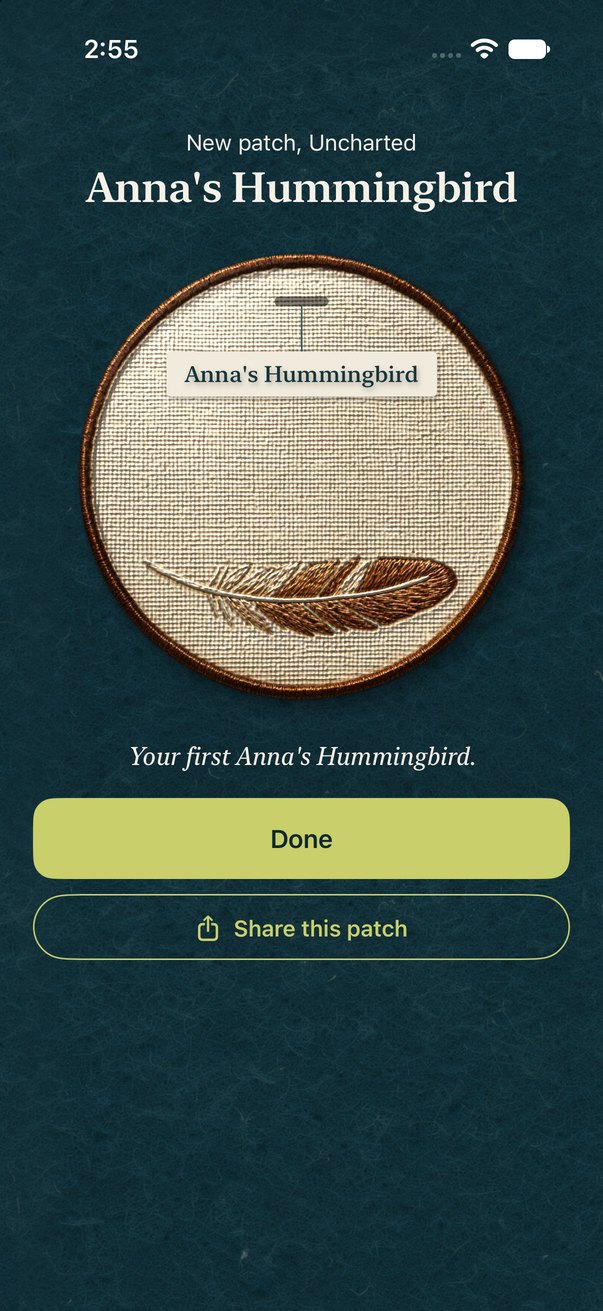 2:55
New patch, Uncharted
Anna's Hummingbird
Anna's Hummingbird
Your first Anna's Hummingbird.
Done
Share this patch